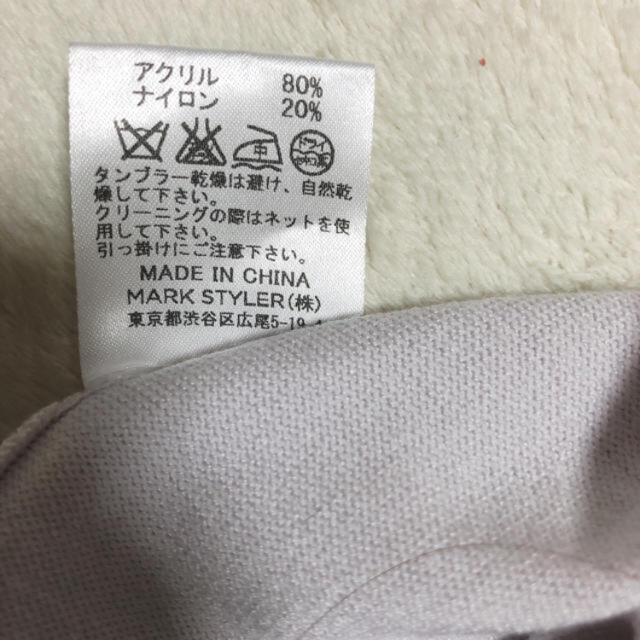 アクリル 80%
ナイロン 20%
タンブラー乾燥は避け、自然乾
燥して下さい。
クリーニングの際はネットを使
用して下さい。
引っ掛けにご注意下さい。
MADE IN CHINA
MARK STYLER(株)
東京都渋谷区広尾5-19